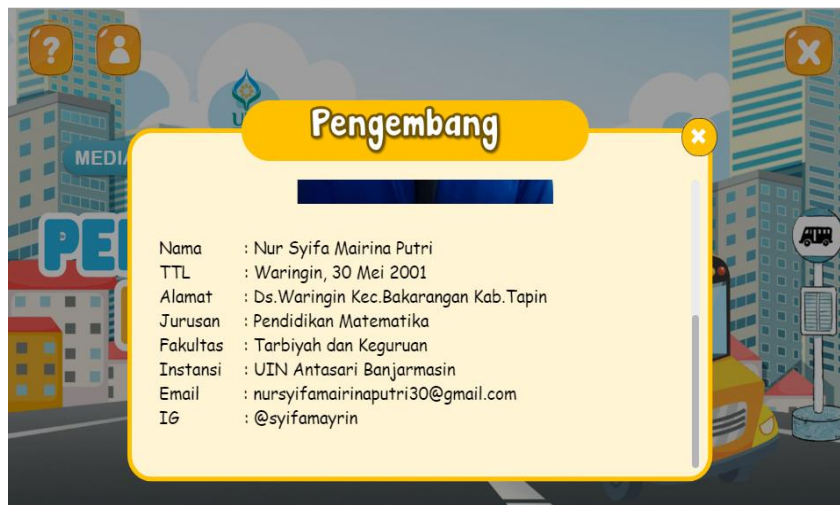 ?
U
Pengembang
MEDIA
PE
Nama : Nur Syifa Mairina Putri
TTL : Waringin, 30 Mei 2001
Alamat : Ds.Waringin Kec.Bakarangan Kab.Tapin
Jurusan : Pendidikan Matematika
Fakultas : Tarbiyah dan Keguruan
Instansi : UIN Antasari Banjarmasin
Email : nursyifamairinaputri30@gmail.com
IG : @syifamayrin